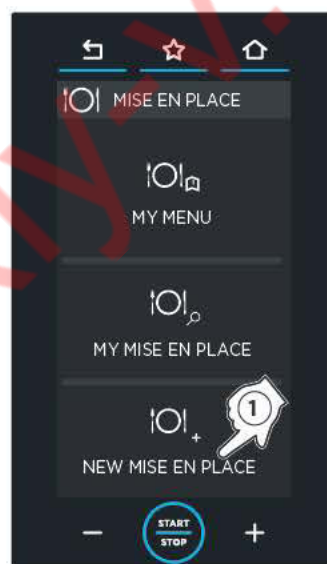 MISE EN PLACE
MY MENU
MY MISE EN PLACE
1
NEW MISE EN PLACE
START
STOP